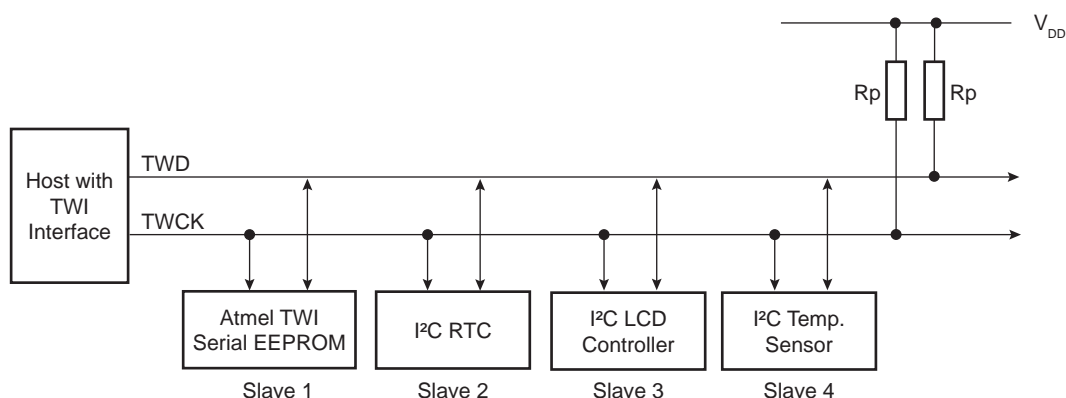 V_DD
Rp
Rp
Host with
TWI
Interface
TWD
TWCK
Atmel TWI
Serial EEPROM
I²C RTC
I²C LCD
Controller
I²C Temp.
Sensor
Slave 1
Slave 2
Slave 3
Slave 4